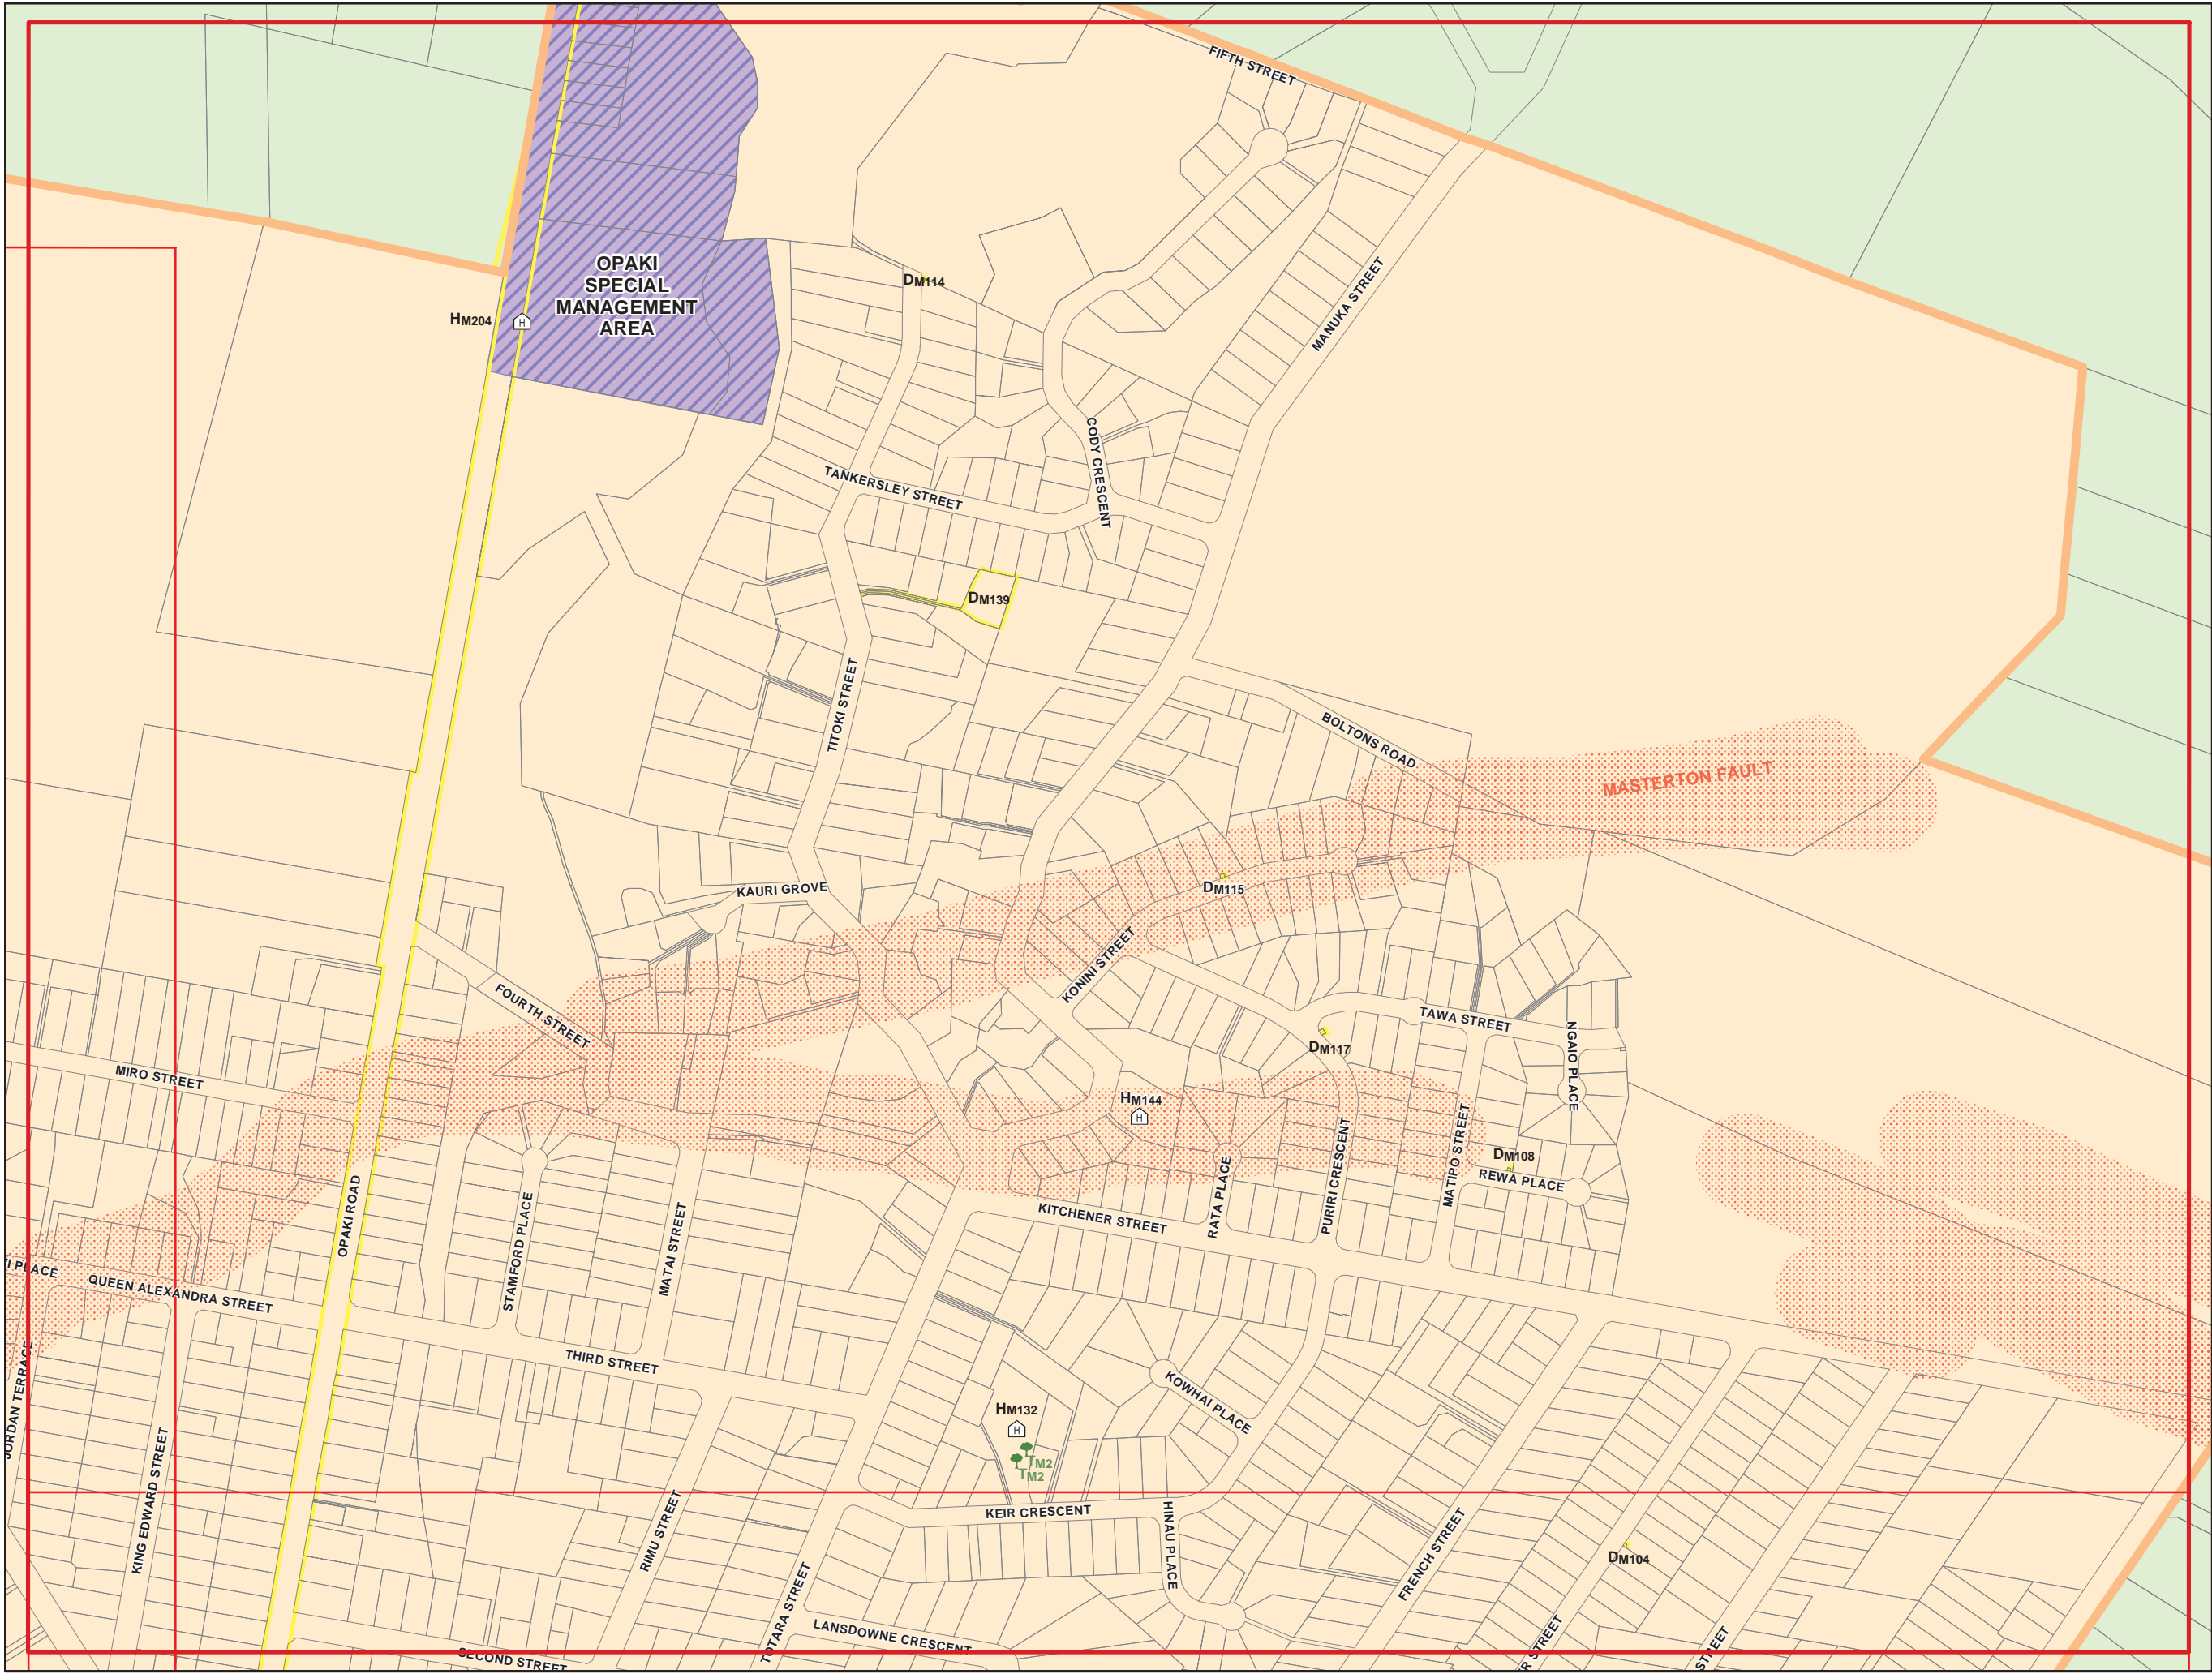 FIFTH STREET
OPAKI
SPECIAL
MANAGEMENT
AREA
DM114
HM204
H
MANUKA STREET
CODY CRESCENT
TANKERSLEY STREET
DM139
TITOKI STREET
BOLTONS ROAD
MASTERTON FAULT
KAURI GROVE
DM115
KONINI STREET
FOURTH STREET
TAWA STREET
NGAIO PLACE
DM117
MIRO STREET
HM144
H
MATIPO STREET
DM108
REWA PLACE
PURIRI CRESCENT
RATA PLACE
KITCHENER STREET
OPAKI ROAD
STAMFORD PLACE
MATAI STREET
I PLACE
QUEEN ALEXANDRA STREET
THIRD STREET
JORDAN TERRACE
KOWHAI PLACE
HM132
H
TM2
TM2
KING EDWARD STREET
RIMU STREET
KEIR CRESCENT
HINAU PLACE
FRENCH STREET
DM104
TOTARA STREET
LANSDOWNE CRESCENT
SECOND STREET
R STREET
STREET